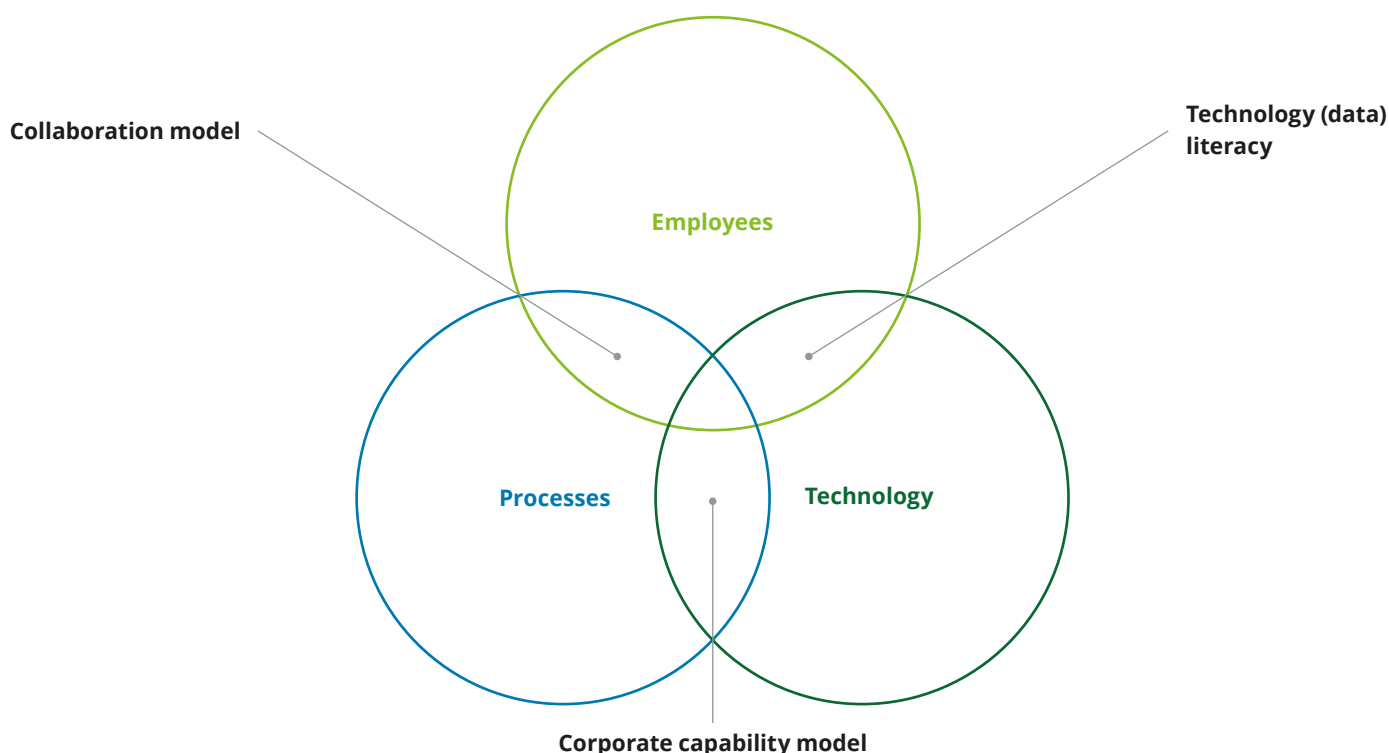 Collaboration model
Technology (data)
literacy
Employees
Processes
Technology
Corporate capability model